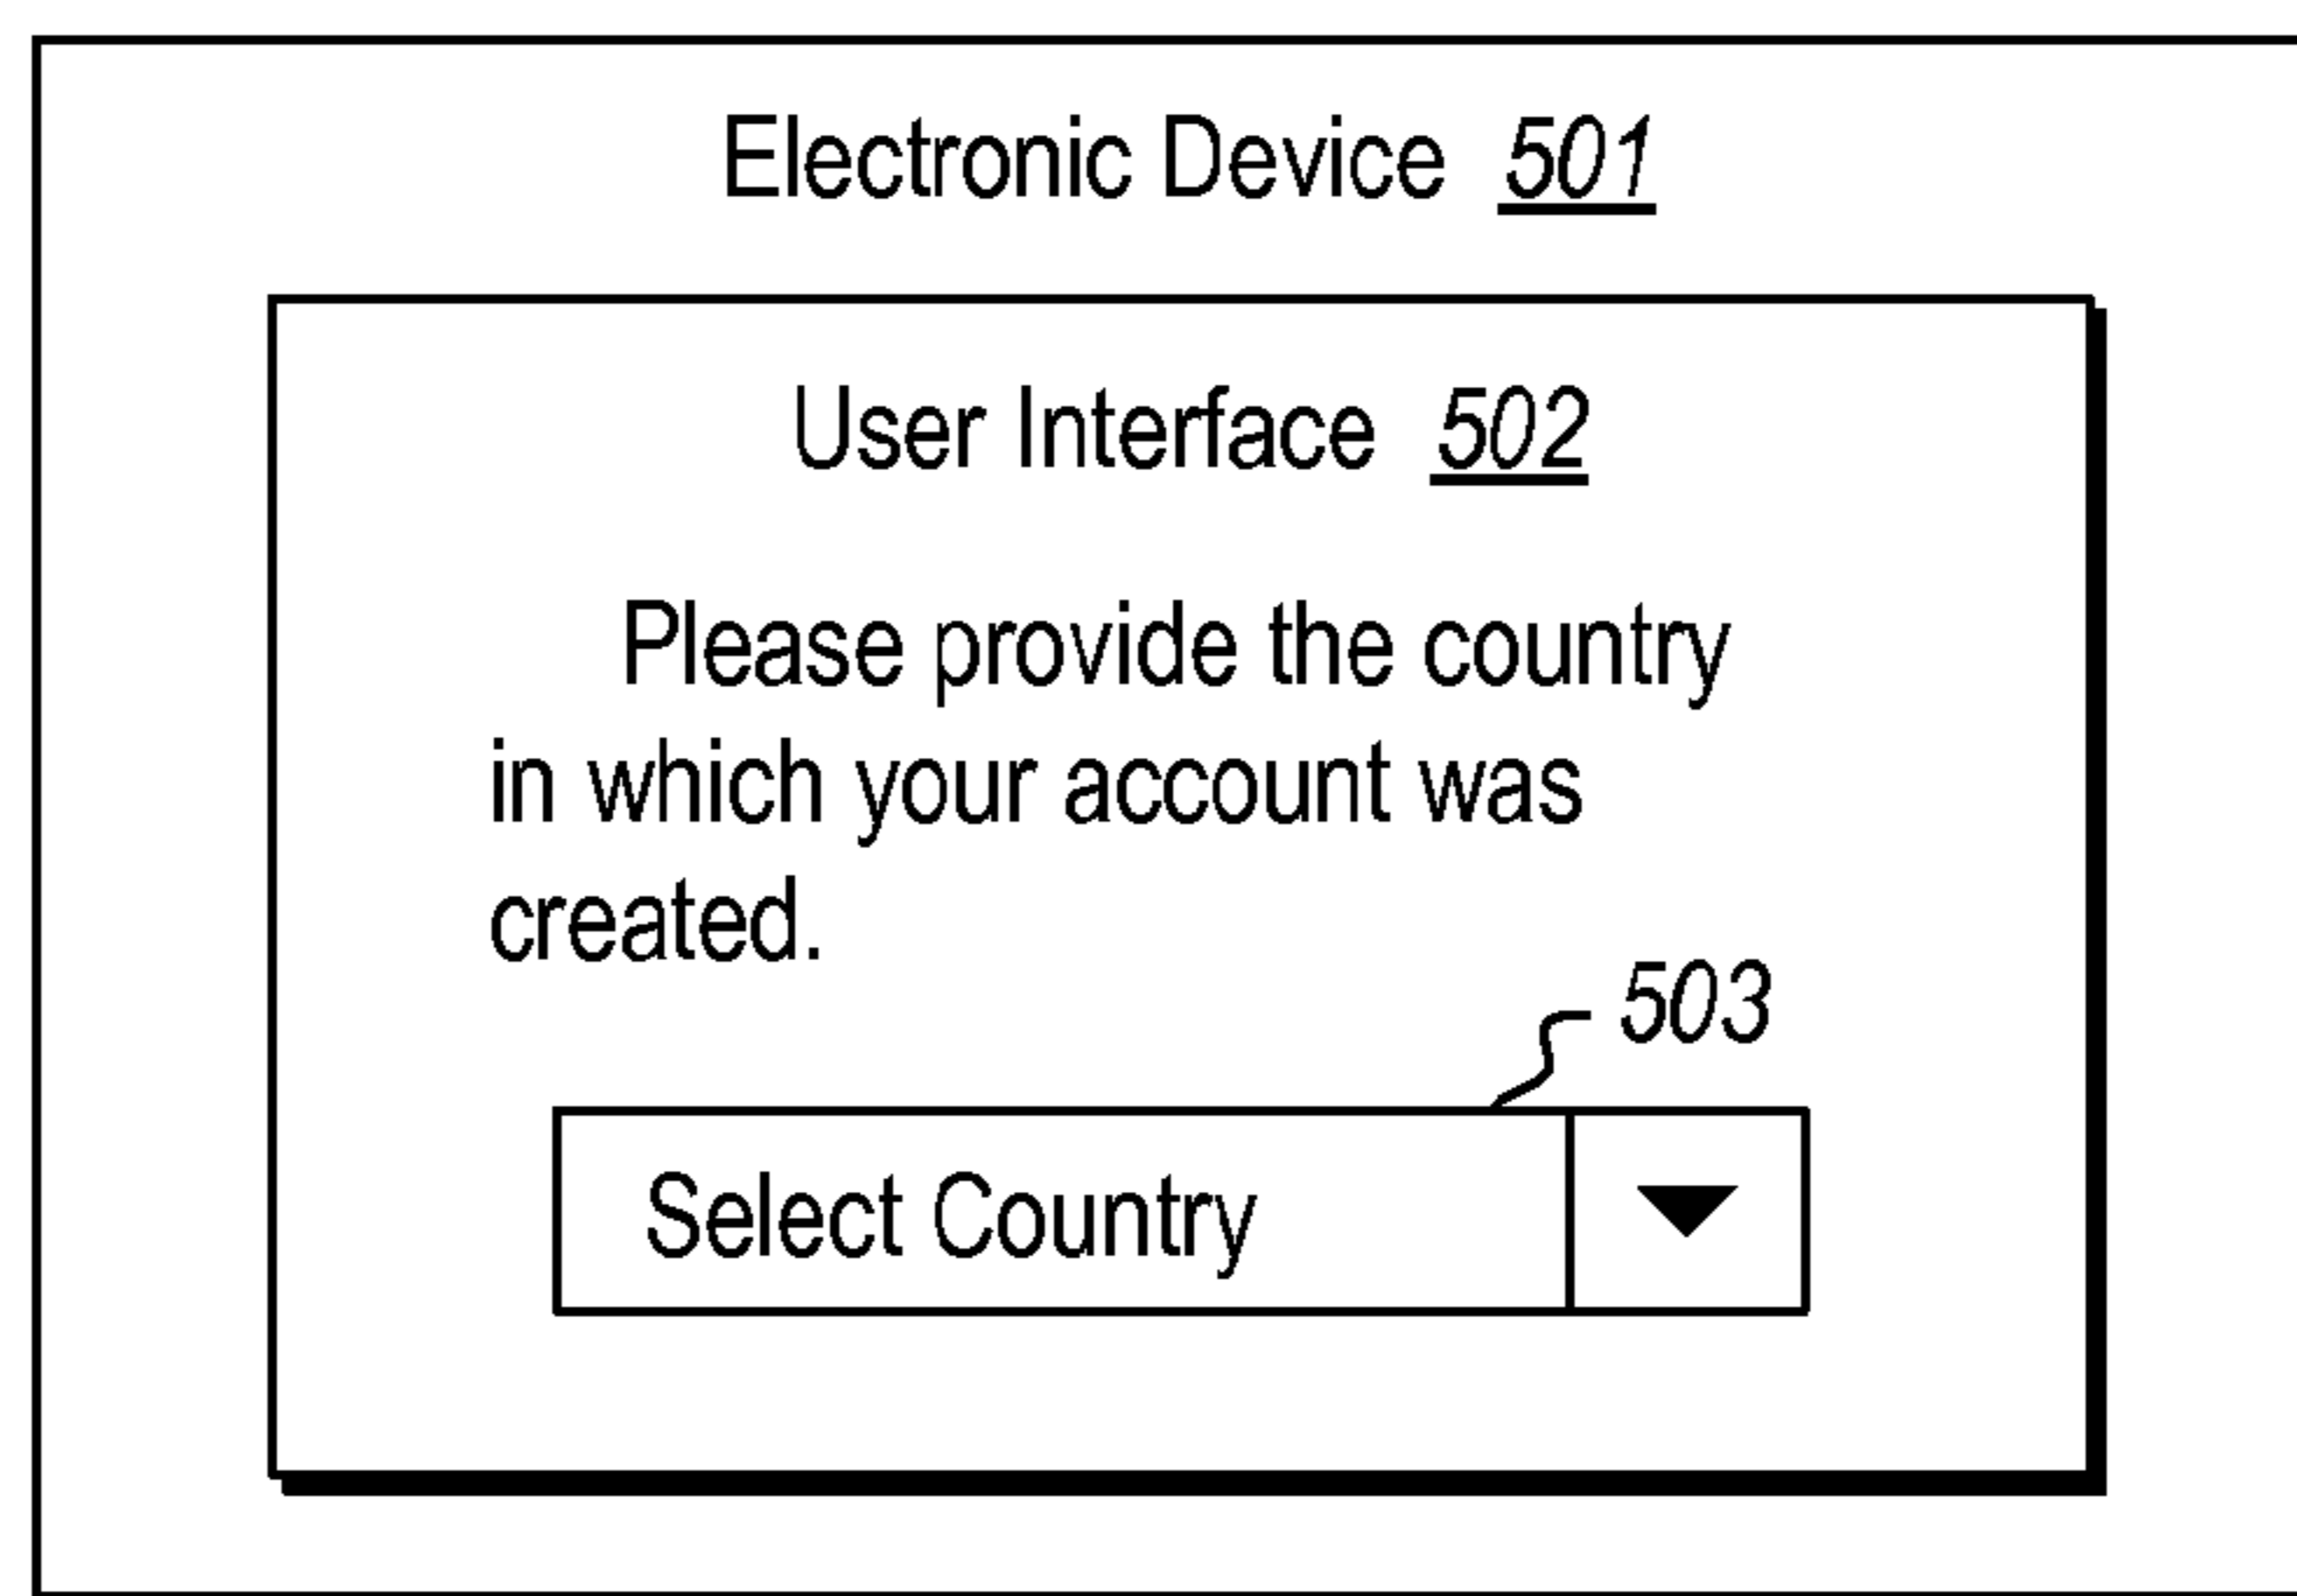 Electronic Device 501
User Interface 502
Please provide the country
in which your account was
created.
503
Select Country